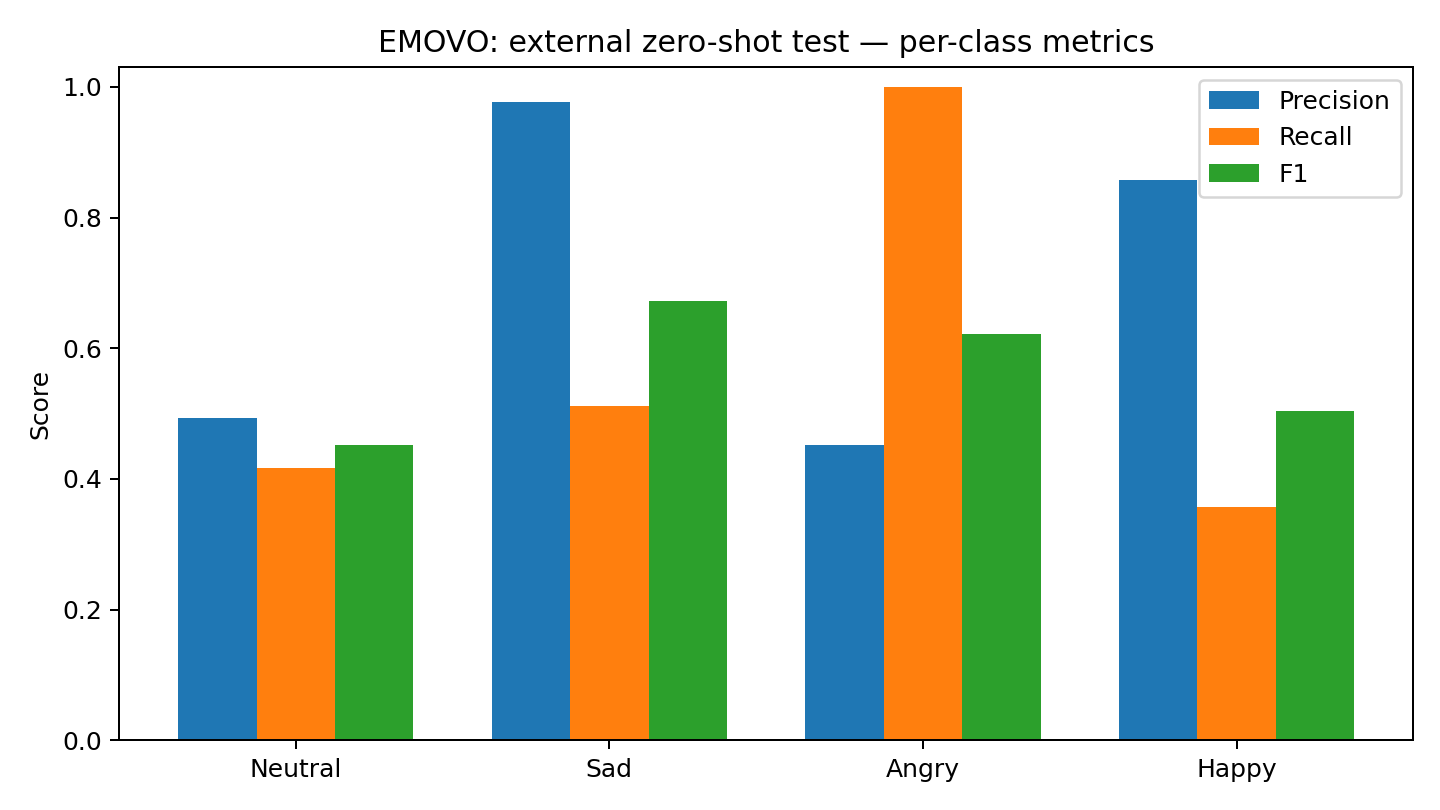 EMOVO: external zero-shot test — per-class metrics
Precision
Recall
F1
1.0
0.8
0.6
0.4
0.2
0.0
Score
Neutral
Sad
Angry
Happy